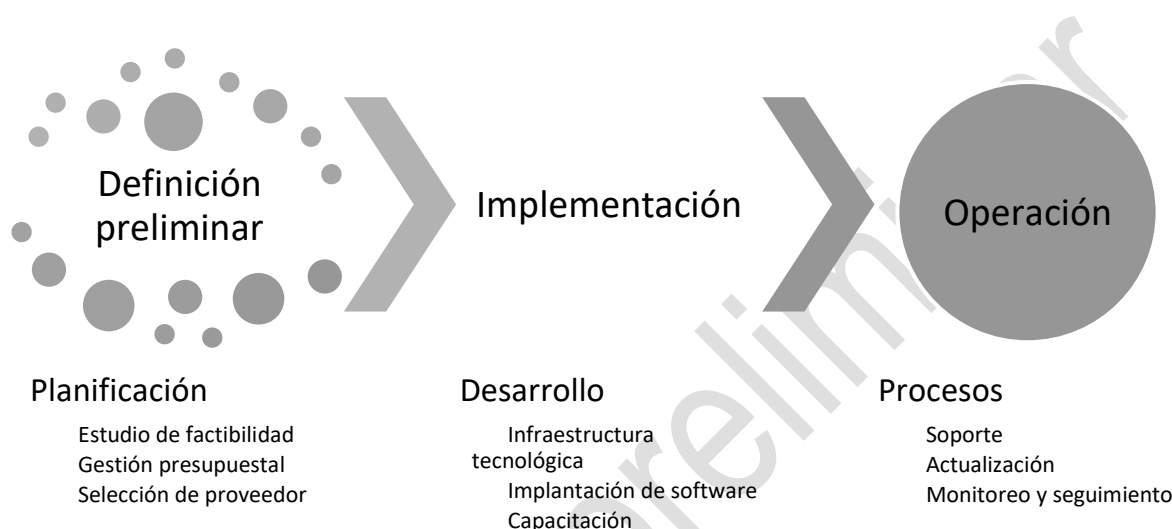 Definición
preliminar
Implementación
Operación
Planificación
Estudio de factibilidad
Gestión presupuestal
Selección de proveedor
Desarrollo
Infraestructura
tecnológica
Implantación de software
Capacitación
Procesos
Soporte
Actualización
Monitoreo y seguimiento